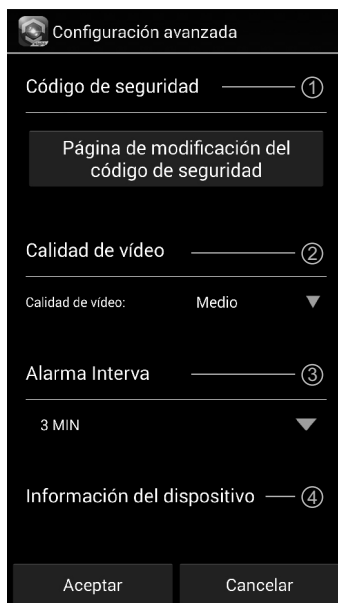 Configuración avanzada
Código de seguridad ①
Página de modificación del
código de seguridad
Calidad de vídeo ②
Calidad de vídeo: Medio
Alarma Interva ③
3 MIN
Información del dispositivo ④
Aceptar Cancelar